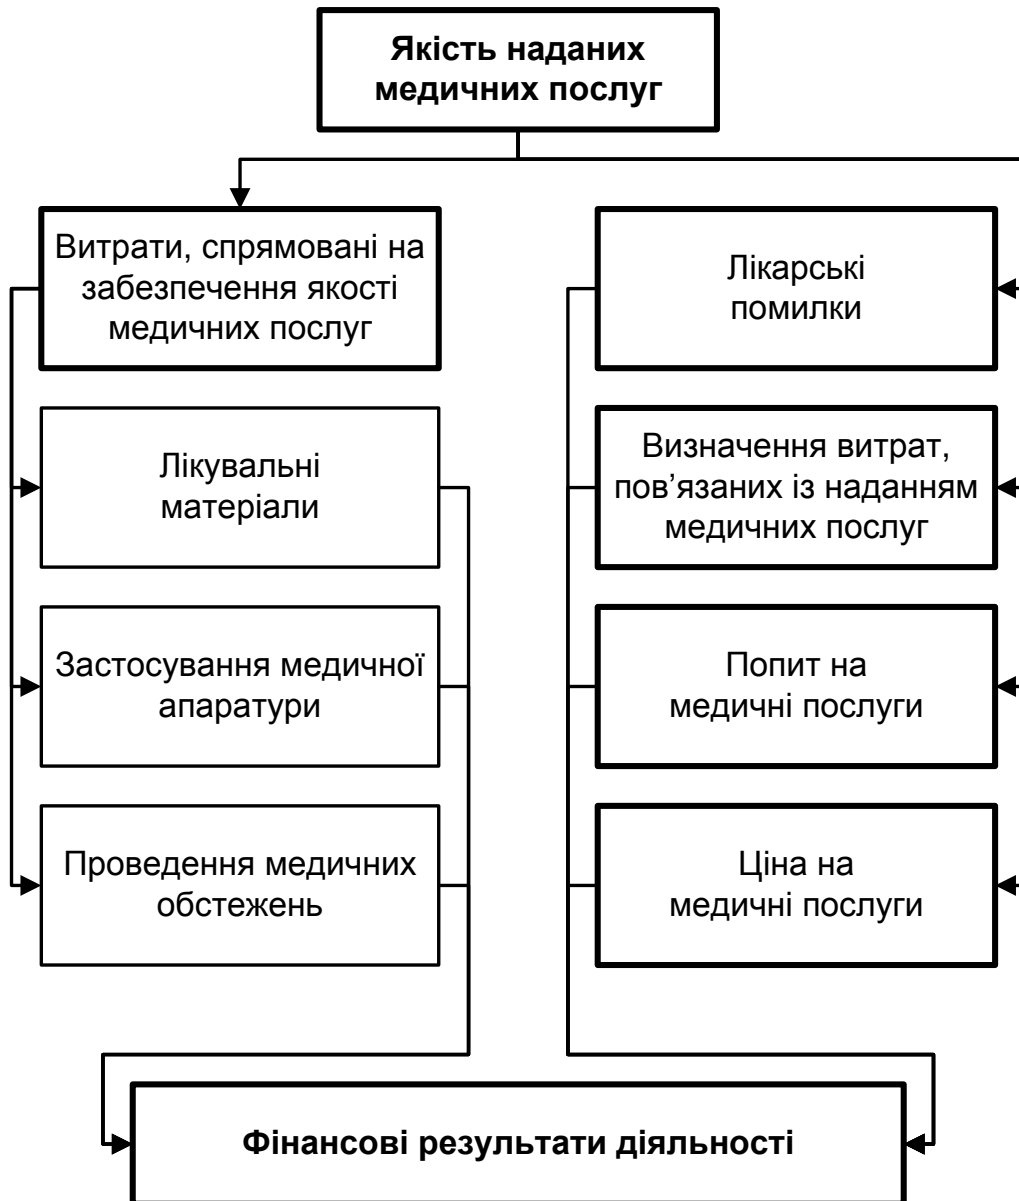 Якість наданих
медичних послуг
Витрати, спрямовані на
забезпечення якості
медичних послуг
Лікувальні
матеріали
Застосування медичної
апаратури
Проведення медичних
обстежень
Лікарські
помилки
Визначення витрат,
пов’язаних із наданням
медичних послуг
Попит на
медичні послуги
Ціна на
медичні послуги
Фінансові результати діяльності